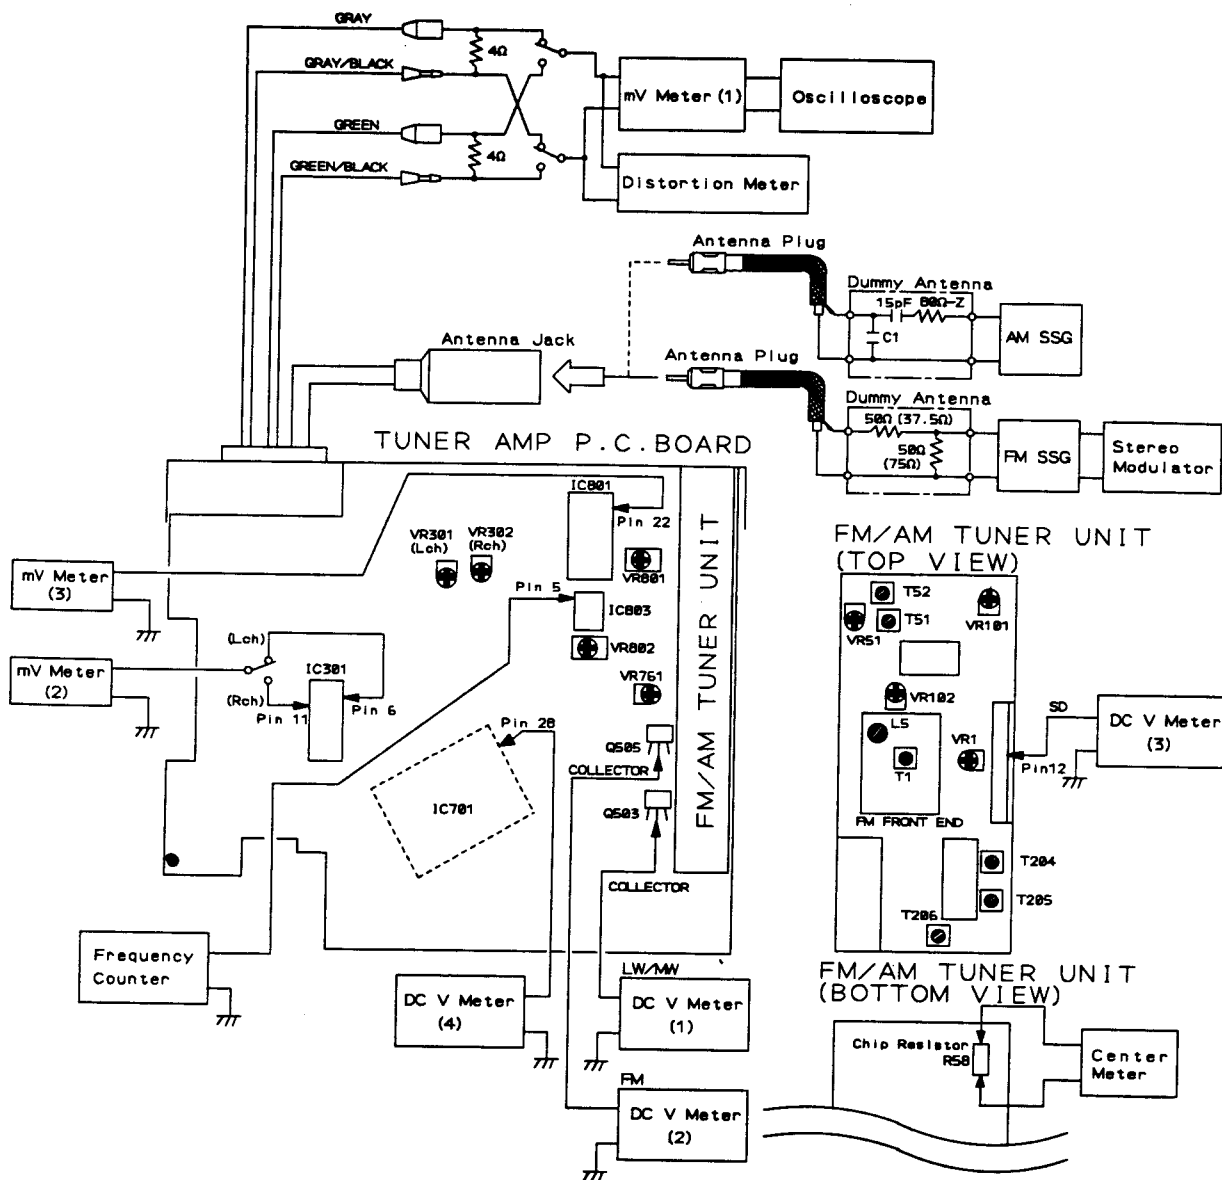 GRAY
4Ω
GRAY/BLACK
mV Meter (1)
Oscilloscope
GREEN
4Ω
GREEN/BLACK
Distortion Meter
Antenna Plug
Dummy Antenna
15pF 80Ω-Z
C1
AM SSG
Antenna Jack
Antenna Plug
Dummy Antenna
50Ω (37.5Ω)
50Ω
(75Ω)
FM SSG
Stereo
Modulator
TUNER AMP P.C.BOARD
IC801
Pin 22
VR301
(Lch)
VR302
(Rch)
VR801
mV Meter
(3)
Pin 5
IC803
VR802
FM/AM TUNER UNIT
mV Meter
(2)
(Lch)
(Rch)
IC301
Pin 11
Pin 6
VR761
Pin 28
Q505
COLLECTOR
IC701
Q503
COLLECTOR
FM/AM TUNER UNIT
(TOP VIEW)
T52
VR51
T51
VR101
VR102
L5
T1
VR1
SD
Pin12
DC V Meter
(3)
FM FRONT END
T204
T205
T206
Frequency
Counter
DC V Meter
(4)
LW/MW
DC V Meter
(1)
FM
DC V Meter
(2)
FM/AM TUNER UNIT
(BOTTOM VIEW)
Chip Resistor
R58
Center
Meter